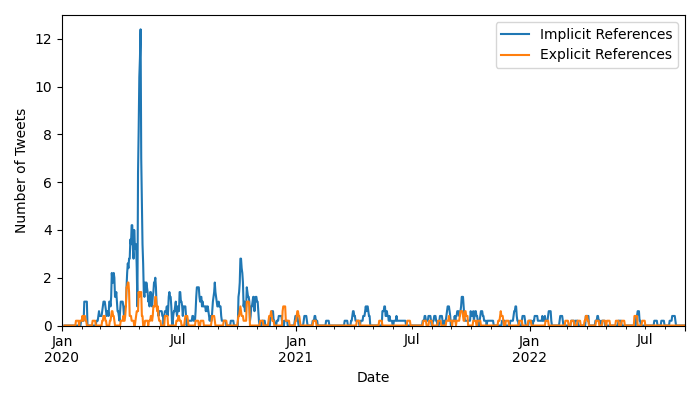 Implicit References
Explicit References
Number of Tweets
12
10
8
6
4
2
0
Jan Jul Jan Jul Jan Jul
2020 2021 2022
Date